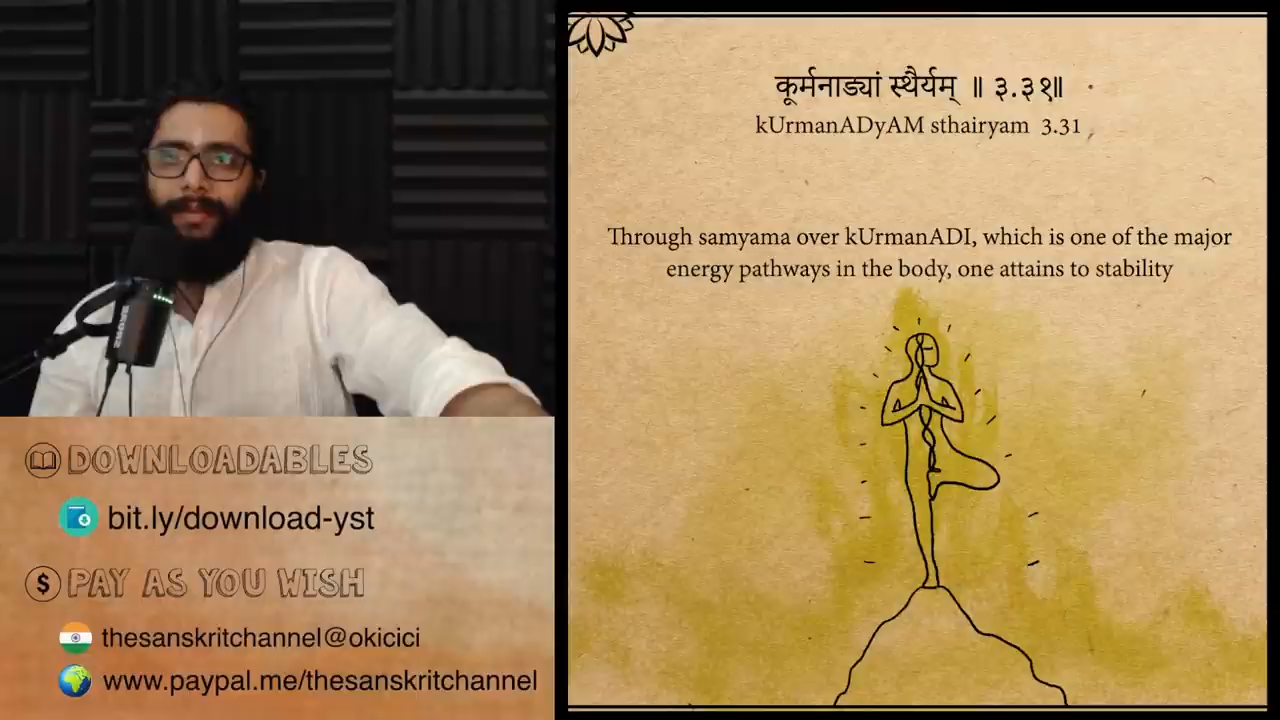 कूर्मनाड्यां स्थैर्यम् ॥ ३.३१॥
kUrmanADyAM sthairyam 3.31
Through samyama over kUrmanADI, which is one of the major
energy pathways in the body, one attains to stability
DOWNLOADABLES
bit.ly/download-yst
$ PAY AS YOU WISH
thesanskritchannel@okicici
www.paypal.me/thesanskritchannel